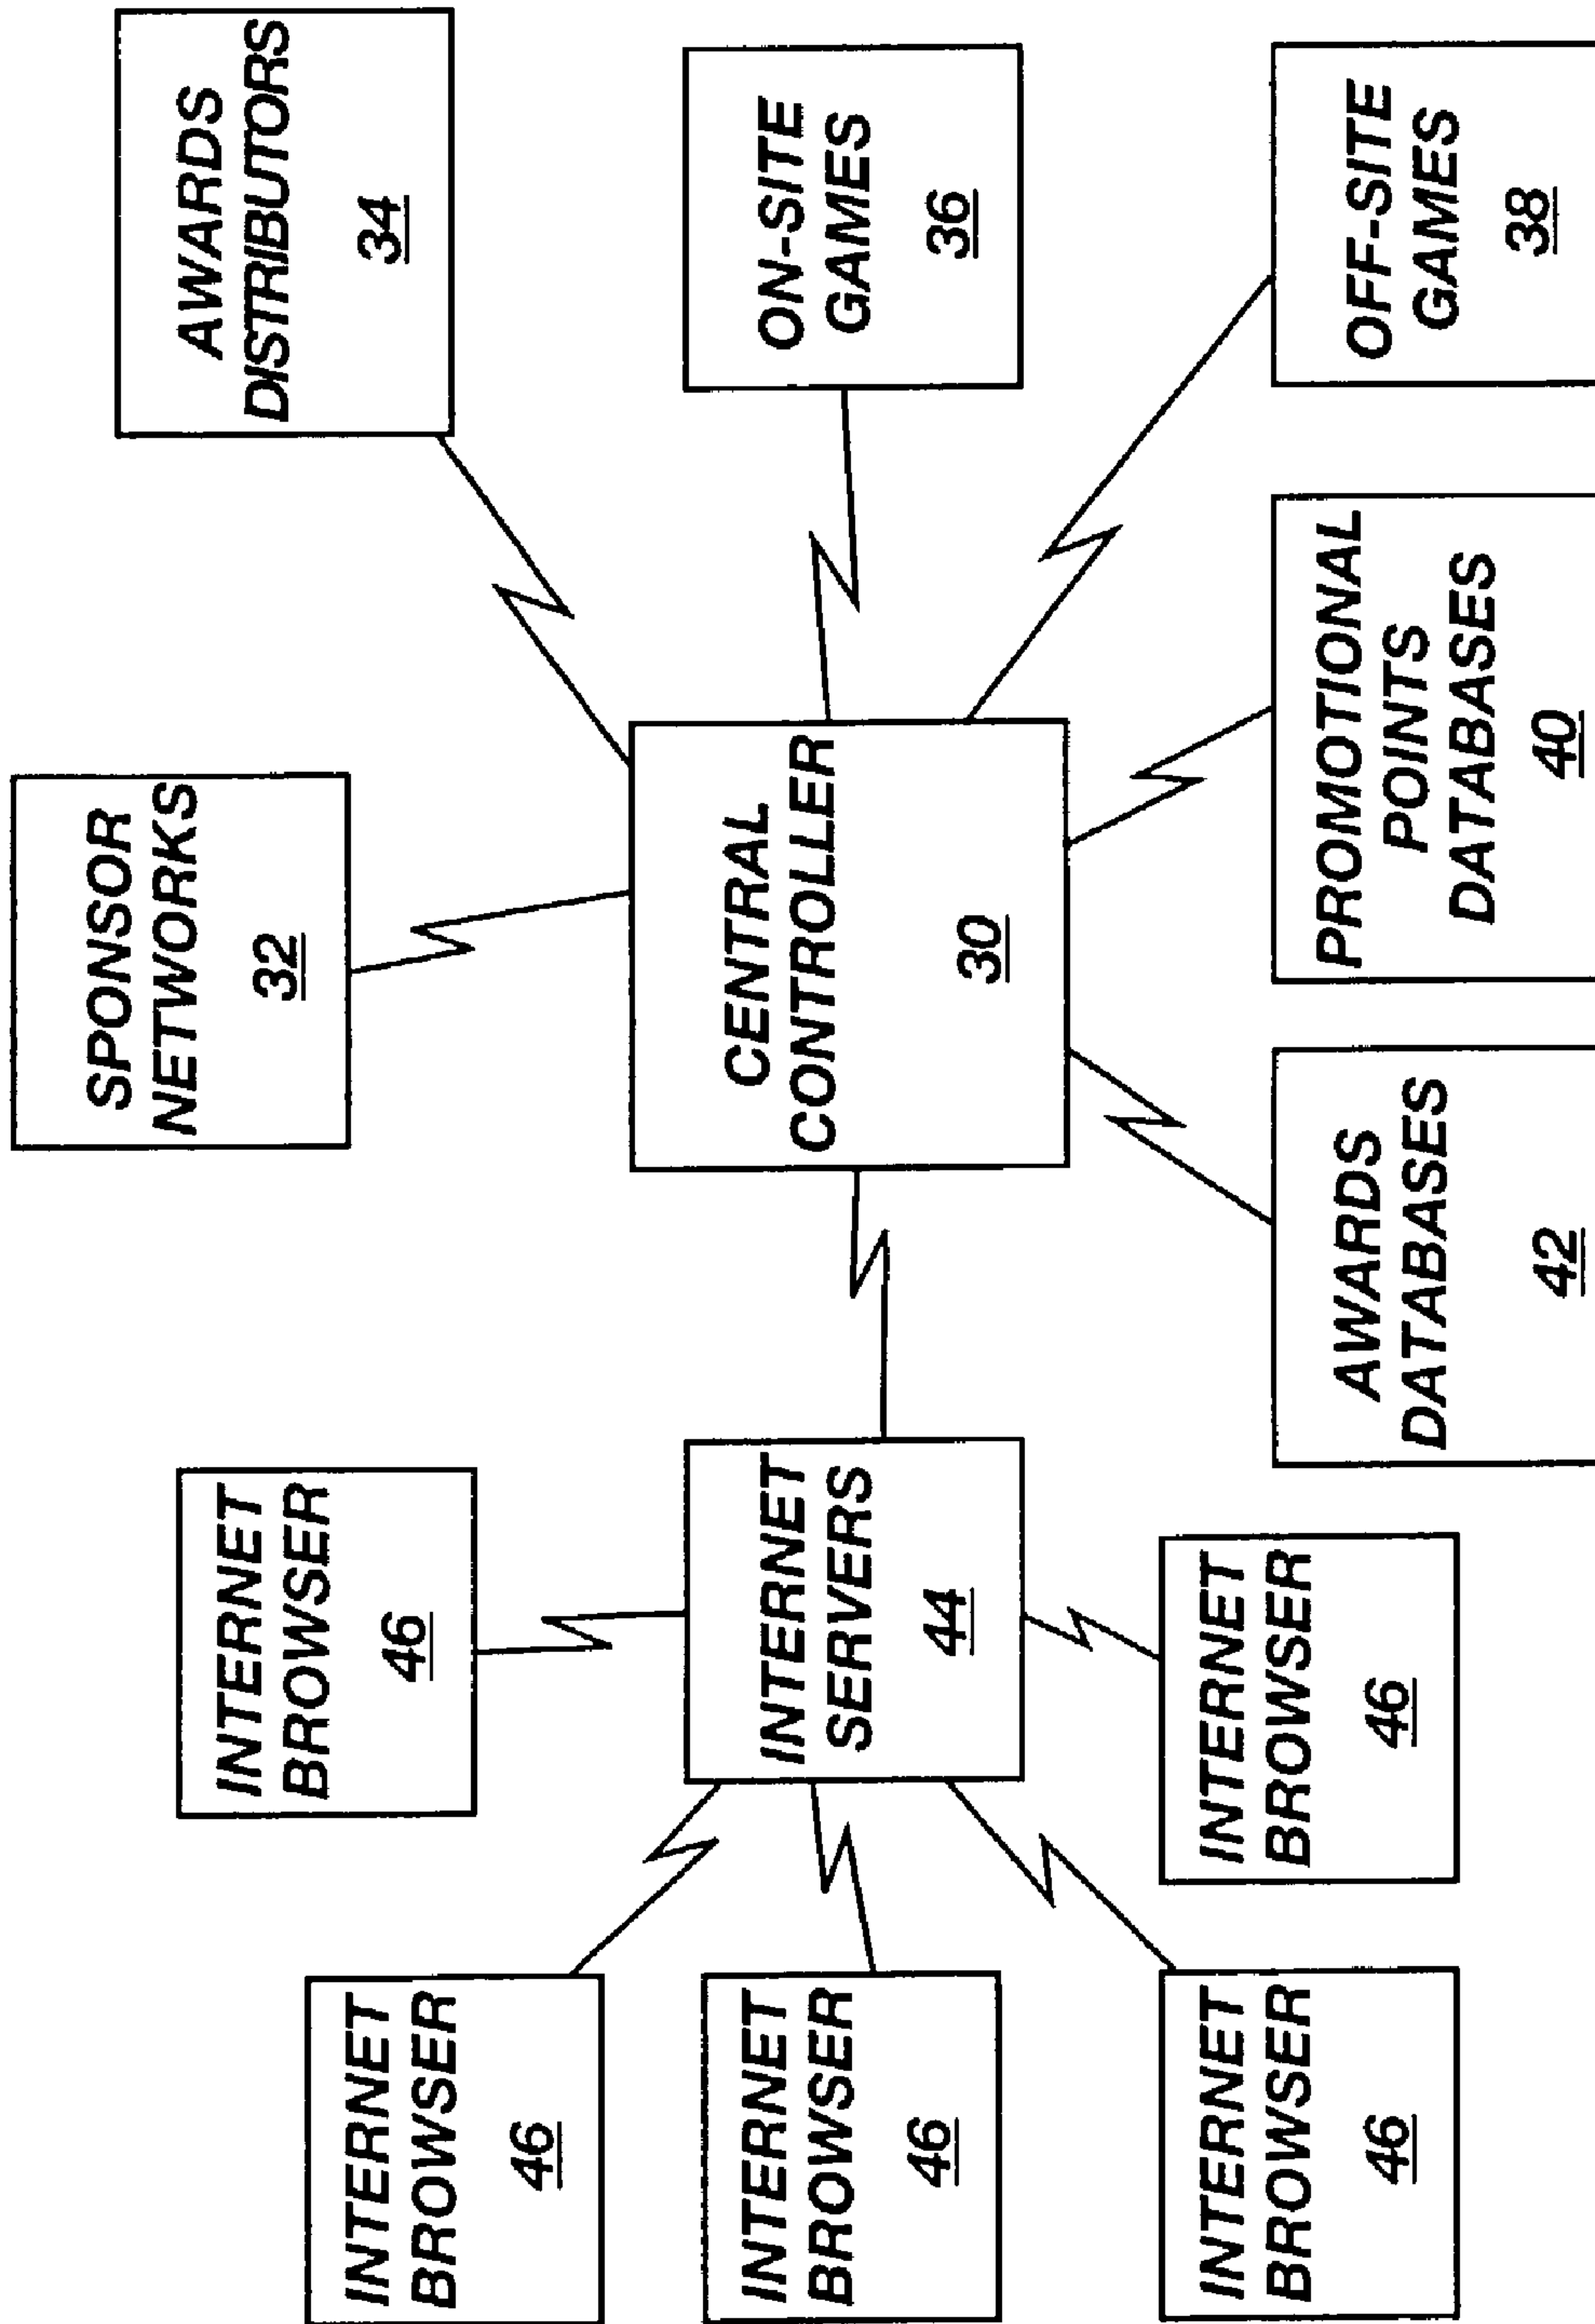 SPONSOR
NETWORKS
32
AWARDS
DISTRIBUTORS
34
INTERNET
BROWSER
46
INTERNET
BROWSER
46
INTERNET
BROWSER
46
INTERNET
SERVERS
44
CENTRAL
CONTROLLER
30
ON-SITE
GAMES
36
INTERNET
BROWSER
46
INTERNET
BROWSER
46
AWARDS
DATABASES
42
PROMOTIONAL
POINTS
DATABASES
40
OFF-SITE
GAMES
38